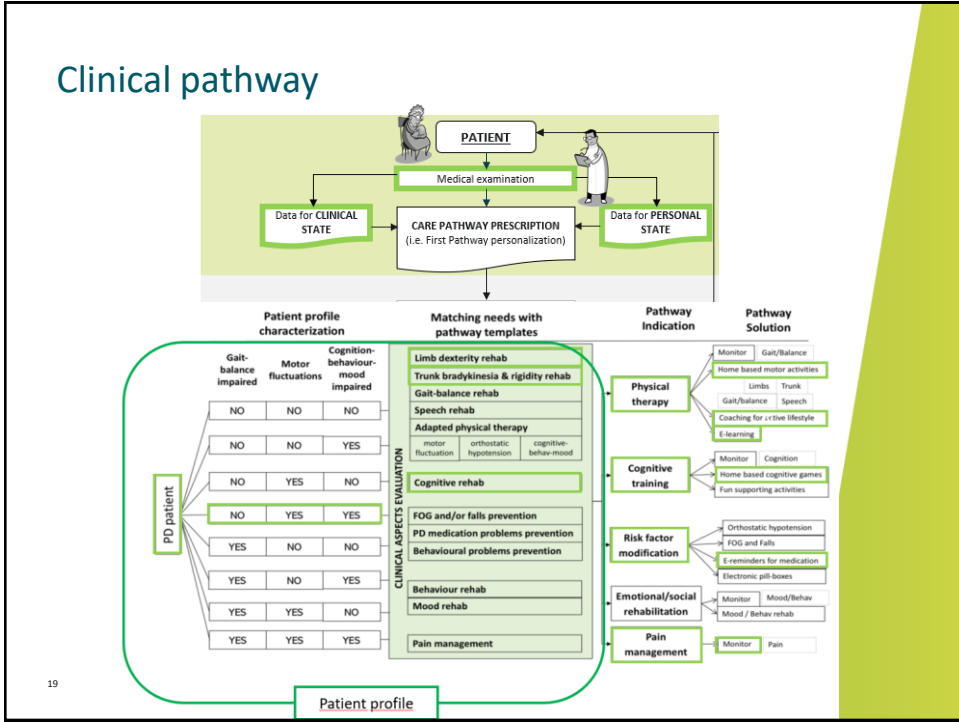 Clinical pathway
PATIENT
Medical examination
Data for CLINICAL
STATE
CARE PATHWAY PRESCRIPTION
(i.e. First Pathway personalization)
Data for PERSONAL
STATE
Patient profile
characterization
Matching needs with
pathway templates
Pathway
Indication
Pathway
Solution
Gait-
balance
impaired
Motor
fluctuations
Cognition-
behaviour-
mood
impaired
PD patient
NO NO NO
NO NO YES
NO YES NO
NO YES YES
YES NO NO
YES NO YES
YES YES NO
YES YES YES
CLINICAL ASPECTS EVALUATION
Limb dexterity rehab
Trunk bradykinesia & rigidity rehab
Gait-balance rehab
Speech rehab
Adapted physical therapy
motor
fluctuation
orthostatic
hypotension
cognitive-
behav-mood
Cognitive rehab
FOG and/or falls prevention
PD medication problems prevention
Behavioural problems prevention
Behaviour rehab
Mood rehab
Pain management
Physical
therapy
Monitor Gait/Balance
Home based motor activities
Limbs Trunk
Gait/balance Speech
Coaching for lifestyle
E-learning
Cognitive
training
Monitor Cognition
Home based cognitive games
Fun supporting activities
Risk factor
modification
Orthostatic hypotension
FOG and Falls
E-reminders for medication
Electronic pill-boxes
Emotional/social
rehabilitation
Monitor Mood/Behav
Mood / Behav rehab
Pain
management
Monitor Pain
Patient profile
19